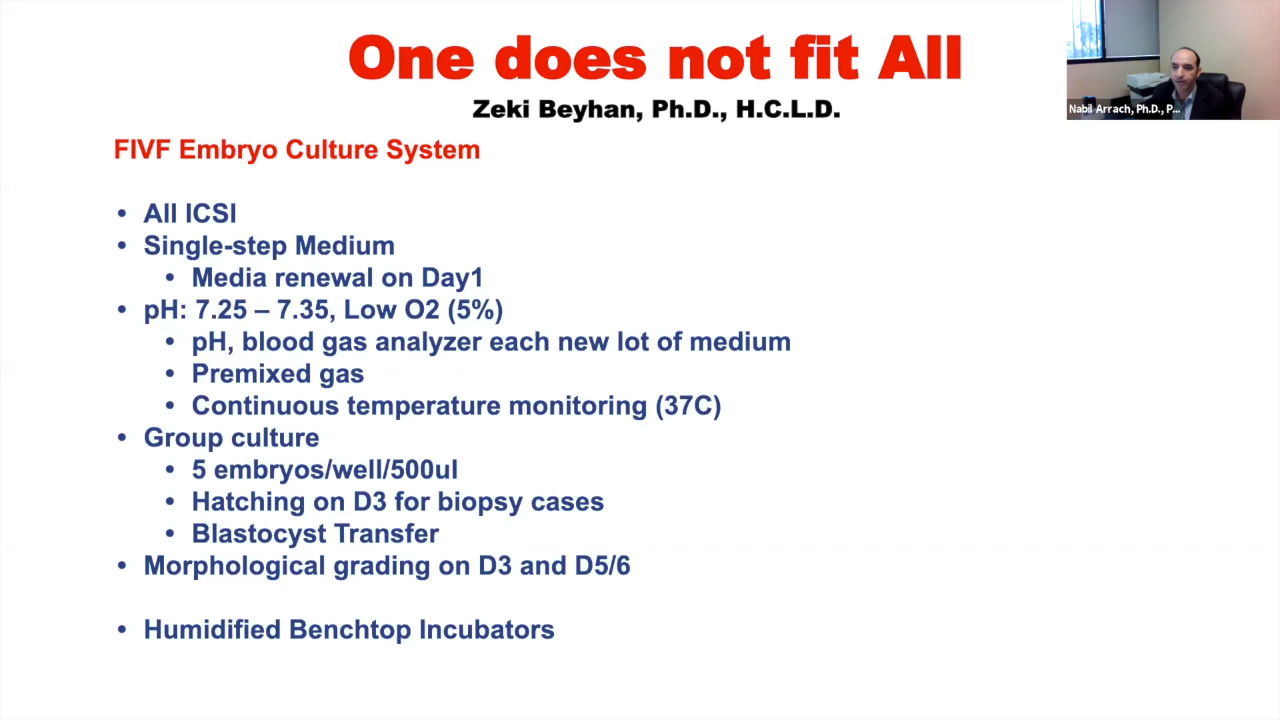 One does not fit All
Zeki Beyhan, Ph.D., H.C.L.D.
Nabil Arrach, Ph.D., P...
FIVF Embryo Culture System
• All ICSI
• Single-step Medium
• Media renewal on Day1
• pH: 7.25 – 7.35, Low O2 (5%)
• pH, blood gas analyzer each new lot of medium
• Premixed gas
• Continuous temperature monitoring (37C)
• Group culture
• 5 embryos/well/500ul
• Hatching on D3 for biopsy cases
• Blastocyst Transfer
• Morphological grading on D3 and D5/6
• Humidified Benchtop Incubators